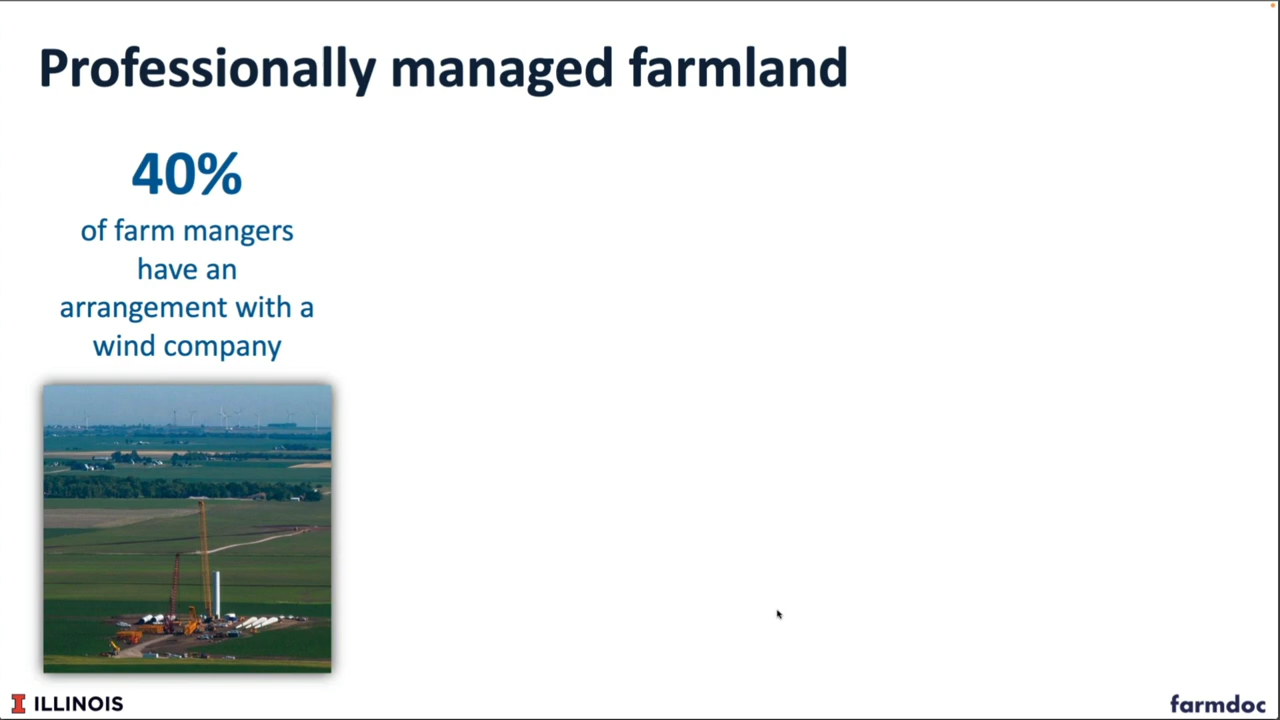 Professionally managed farmland
40%
of farm mangers
have an
arrangement with a
wind company
I ILLINOIS
farmdoc